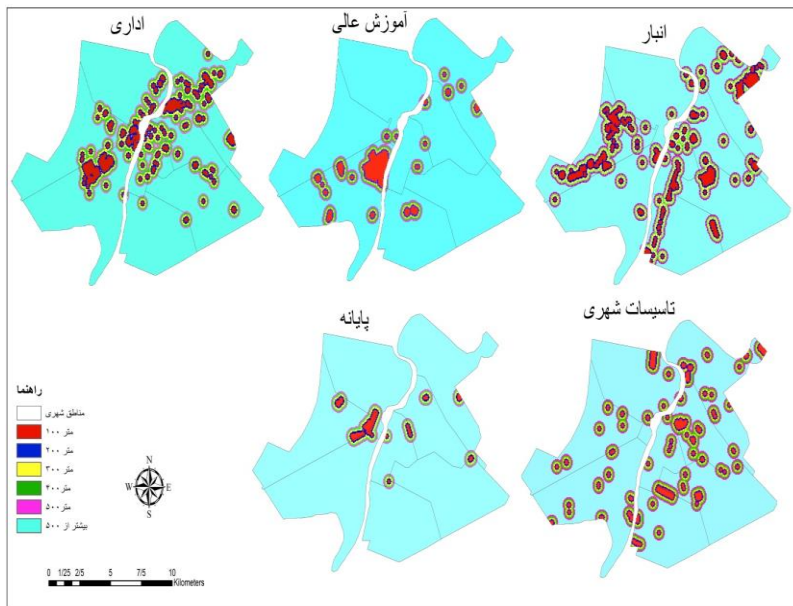 اداری
آموزش عالی
انبار
پایانه
تاسیسات شهری
راهنما
مناطق شهری
۱۰۰ متر
۲۰۰ متر
۳۰۰ متر
۴۰۰ متر
۵۰۰ متر
بیشتر از ۵۰۰
N
W E
S
0 1/25 2/5 5 7/5 10
Kilometers